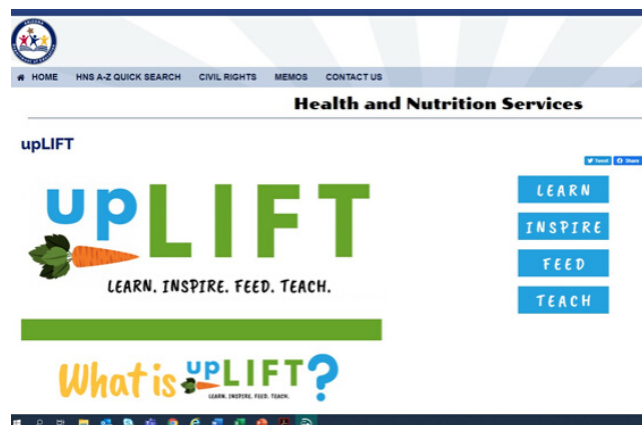 HOME HNS A-Z QUICK SEARCH CIVIL RIGHTS MEMOS CONTACT US
Health and Nutrition Services
upLIFT
Tweet Share
upLIFT
LEARN. INSPIRE. FEED. TEACH.
LEARN
INSPIRE
FEED
TEACH
What is upLIFT?
LEARN. INSPIRE. FEED. TEACH.